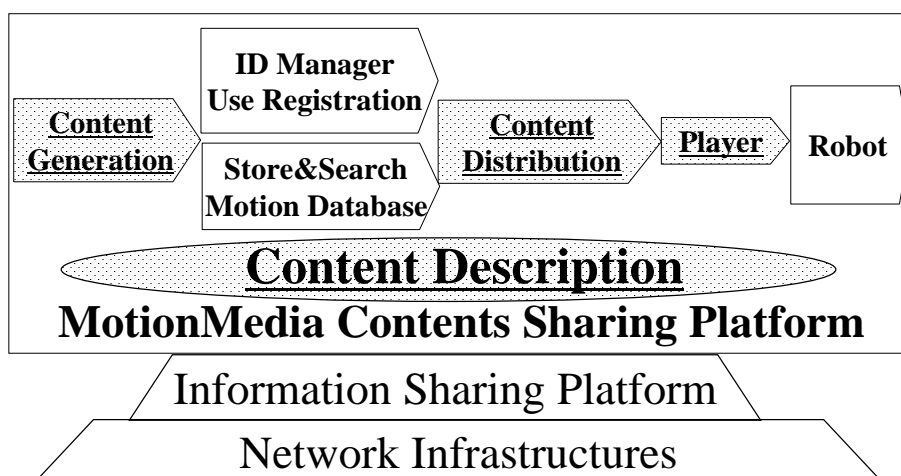 Content
Generation
ID Manager
Use Registration
Store&Search
Motion Database
Content
Distribution
Player
Robot
Content Description
MotionMedia Contents Sharing Platform
Information Sharing Platform
Network Infrastructures